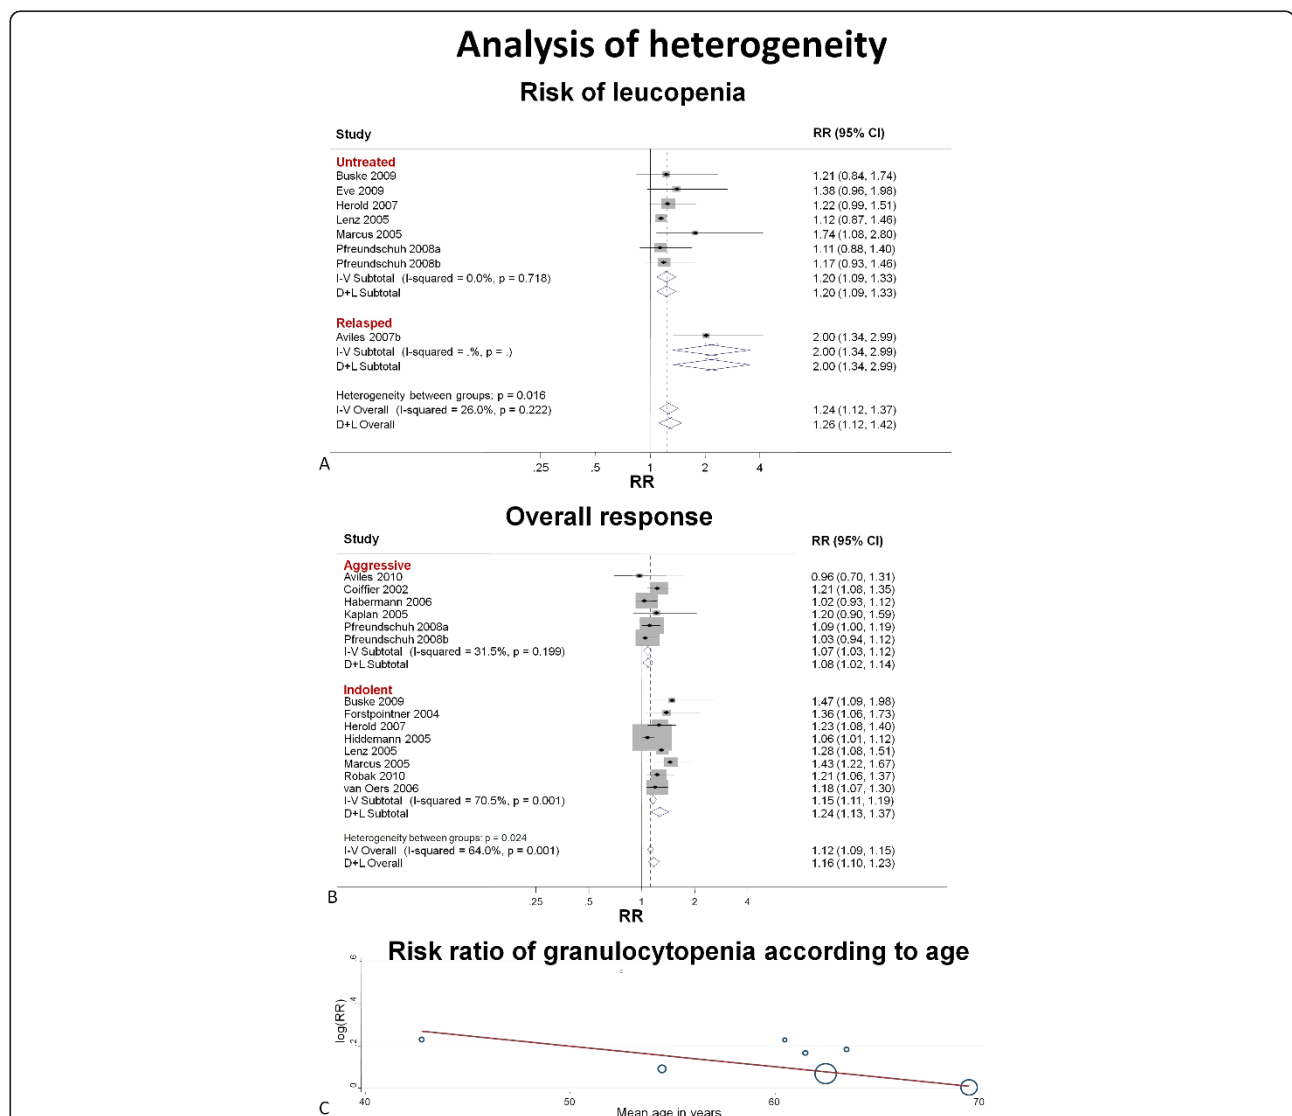 Analysis of heterogeneity
Risk of leucopenia
Study RR (95% CI)
Untreated
Buske 2009 1.21 (0.84, 1.74)
Eve 2009 1.38 (0.96, 1.98)
Herold 2007 1.22 (0.99, 1.51)
Lenz 2005 1.12 (0.87, 1.46)
Marcus 2005 1.74 (1.08, 2.80)
Pfreundschuh 2008a 1.11 (0.88, 1.40)
Pfreundschuh 2008b 1.17 (0.93, 1.46)
I-V Subtotal (I-squared = 0.0%, p = 0.718) 1.20 (1.09, 1.33)
D+L Subtotal 1.20 (1.09, 1.33)
Relasped
Aviles 2007b 2.00 (1.34, 2.99)
I-V Subtotal (I-squared = .%, p = .) 2.00 (1.34, 2.99)
D+L Subtotal 2.00 (1.34, 2.99)
Heterogeneity between groups: p = 0.016
I-V Overall (I-squared = 26.0%, p = 0.222) 1.24 (1.12, 1.37)
D+L Overall 1.26 (1.12, 1.42)
A
.25 .5 1 2 4
RR
Overall response
Study RR (95% CI)
Aggressive
Aviles 2010 0.96 (0.70, 1.31)
Coiffier 2002 1.21 (1.08, 1.35)
Habermann 2006 1.02 (0.93, 1.12)
Kaplan 2005 1.20 (0.90, 1.59)
Pfreundschuh 2008a 1.09 (1.00, 1.19)
Pfreundschuh 2008b 1.03 (0.94, 1.12)
I-V Subtotal (I-squared = 31.5%, p = 0.199) 1.07 (1.03, 1.12)
D+L Subtotal 1.08 (1.02, 1.14)
Indolent
Buske 2009 1.47 (1.09, 1.98)
Forstpointner 2004 1.36 (1.06, 1.73)
Herold 2007 1.23 (1.08, 1.40)
Hiddemann 2005 1.06 (1.01, 1.12)
Lenz 2005 1.28 (1.08, 1.51)
Marcus 2005 1.43 (1.22, 1.67)
Robak 2010 1.21 (1.06, 1.37)
van Oers 2006 1.18 (1.07, 1.30)
I-V Subtotal (I-squared = 70.5%, p = 0.001) 1.15 (1.11, 1.19)
D+L Subtotal 1.24 (1.13, 1.37)
Heterogeneity between groups: p = 0.024
I-V Overall (I-squared = 64.0%, p = 0.001) 1.12 (1.09, 1.15)
D+L Overall 1.16 (1.10, 1.23)
B
.25 .5 1 2 4
RR
Risk ratio of granulocytopenia according to age
log(RR)
.6
.4
.2
0
40 50 60 70
Mean age in years
C